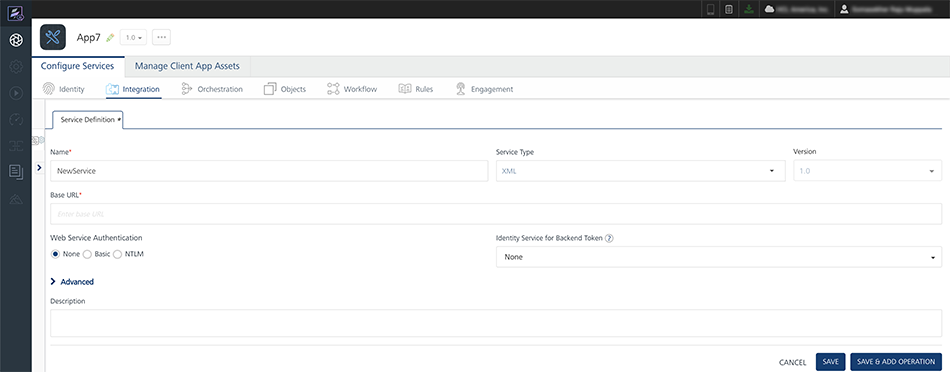 App7 1.0
Configure Services Manage Client App Assets
Identity Integration Orchestration Objects Workflow Rules Engagement
Service Definition *
Name* Service Type Version
NewService XML 1.0
Base URL*
Enter Base URL
Web Service Authentication Identity Service for Backend Token ?
None Basic NTLM None
Advanced
Description
CANCEL SAVE SAVE & ADD OPERATION